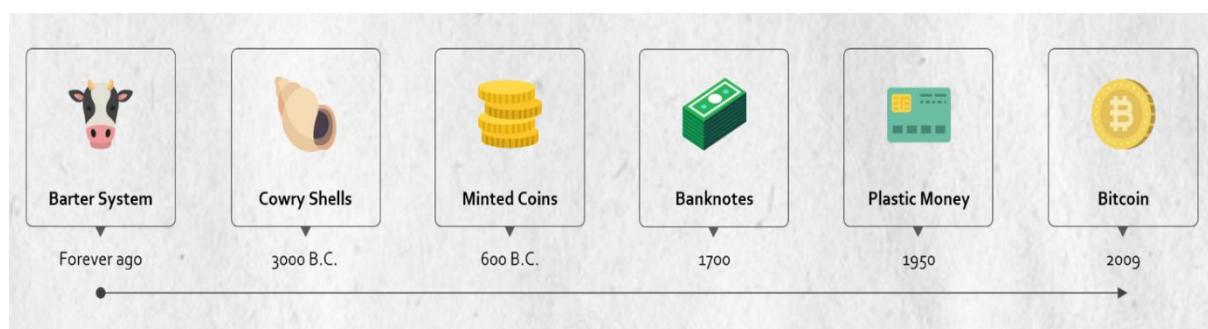 Barter System
Cowry Shells
Minted Coins
Banknotes
Plastic Money
Bitcoin
Forever ago
3000 B.C.
600 B.C.
1700
1950
2009